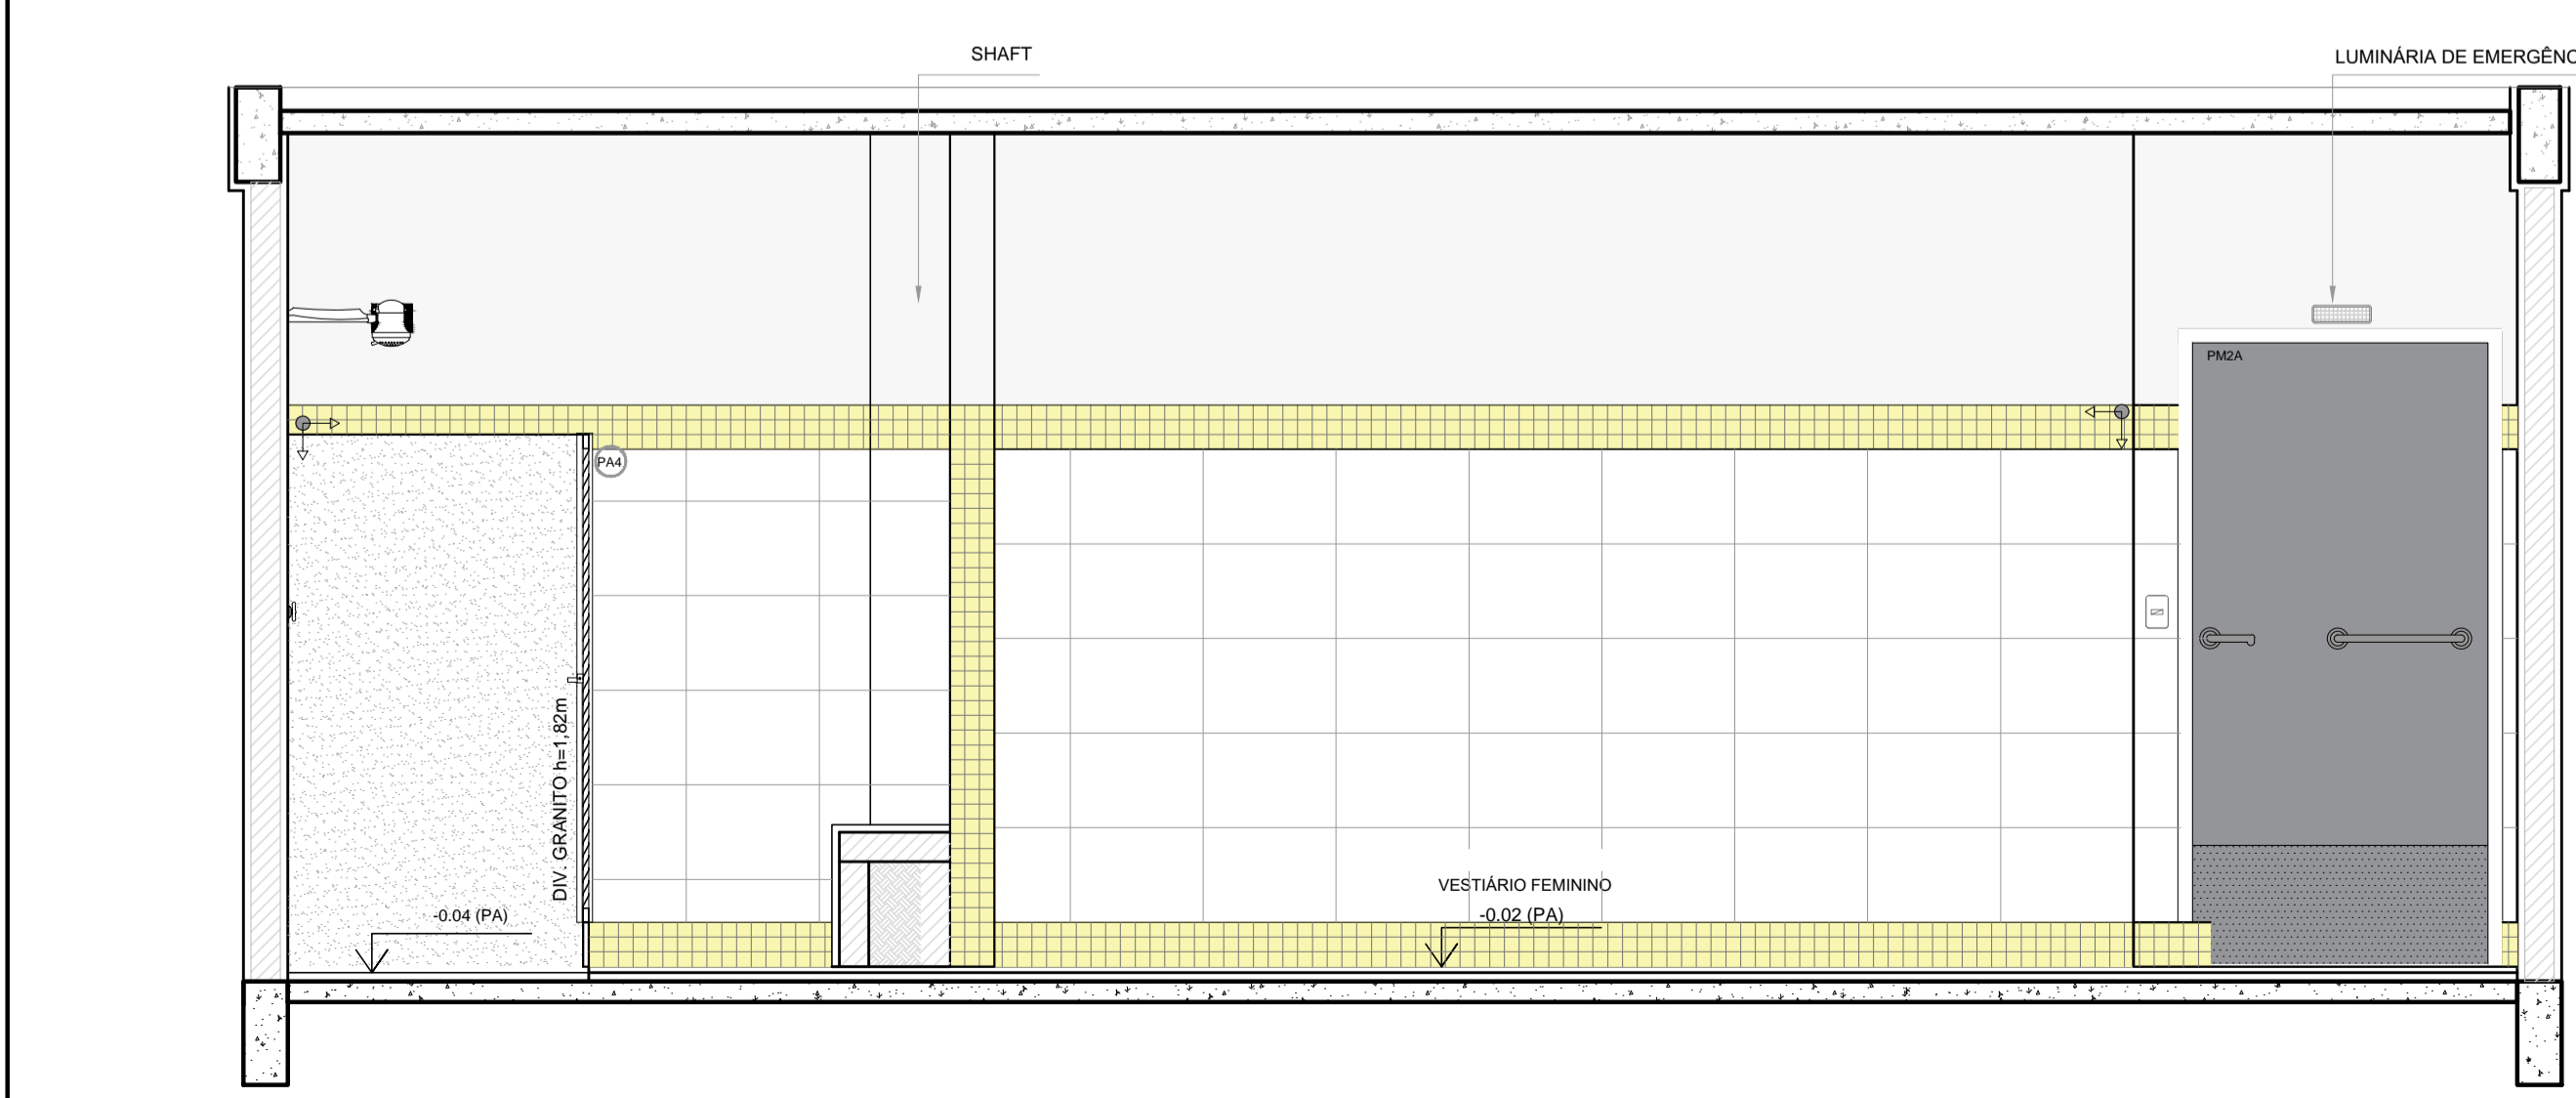 SHAFT
LUMINÁRIA DE EMERGÊNC
PM2A
PA4
DIV. GRANITO h=1,82m
VESTIÁRIO FEMININO
-0.04 (PA)
-0.02 (PA)